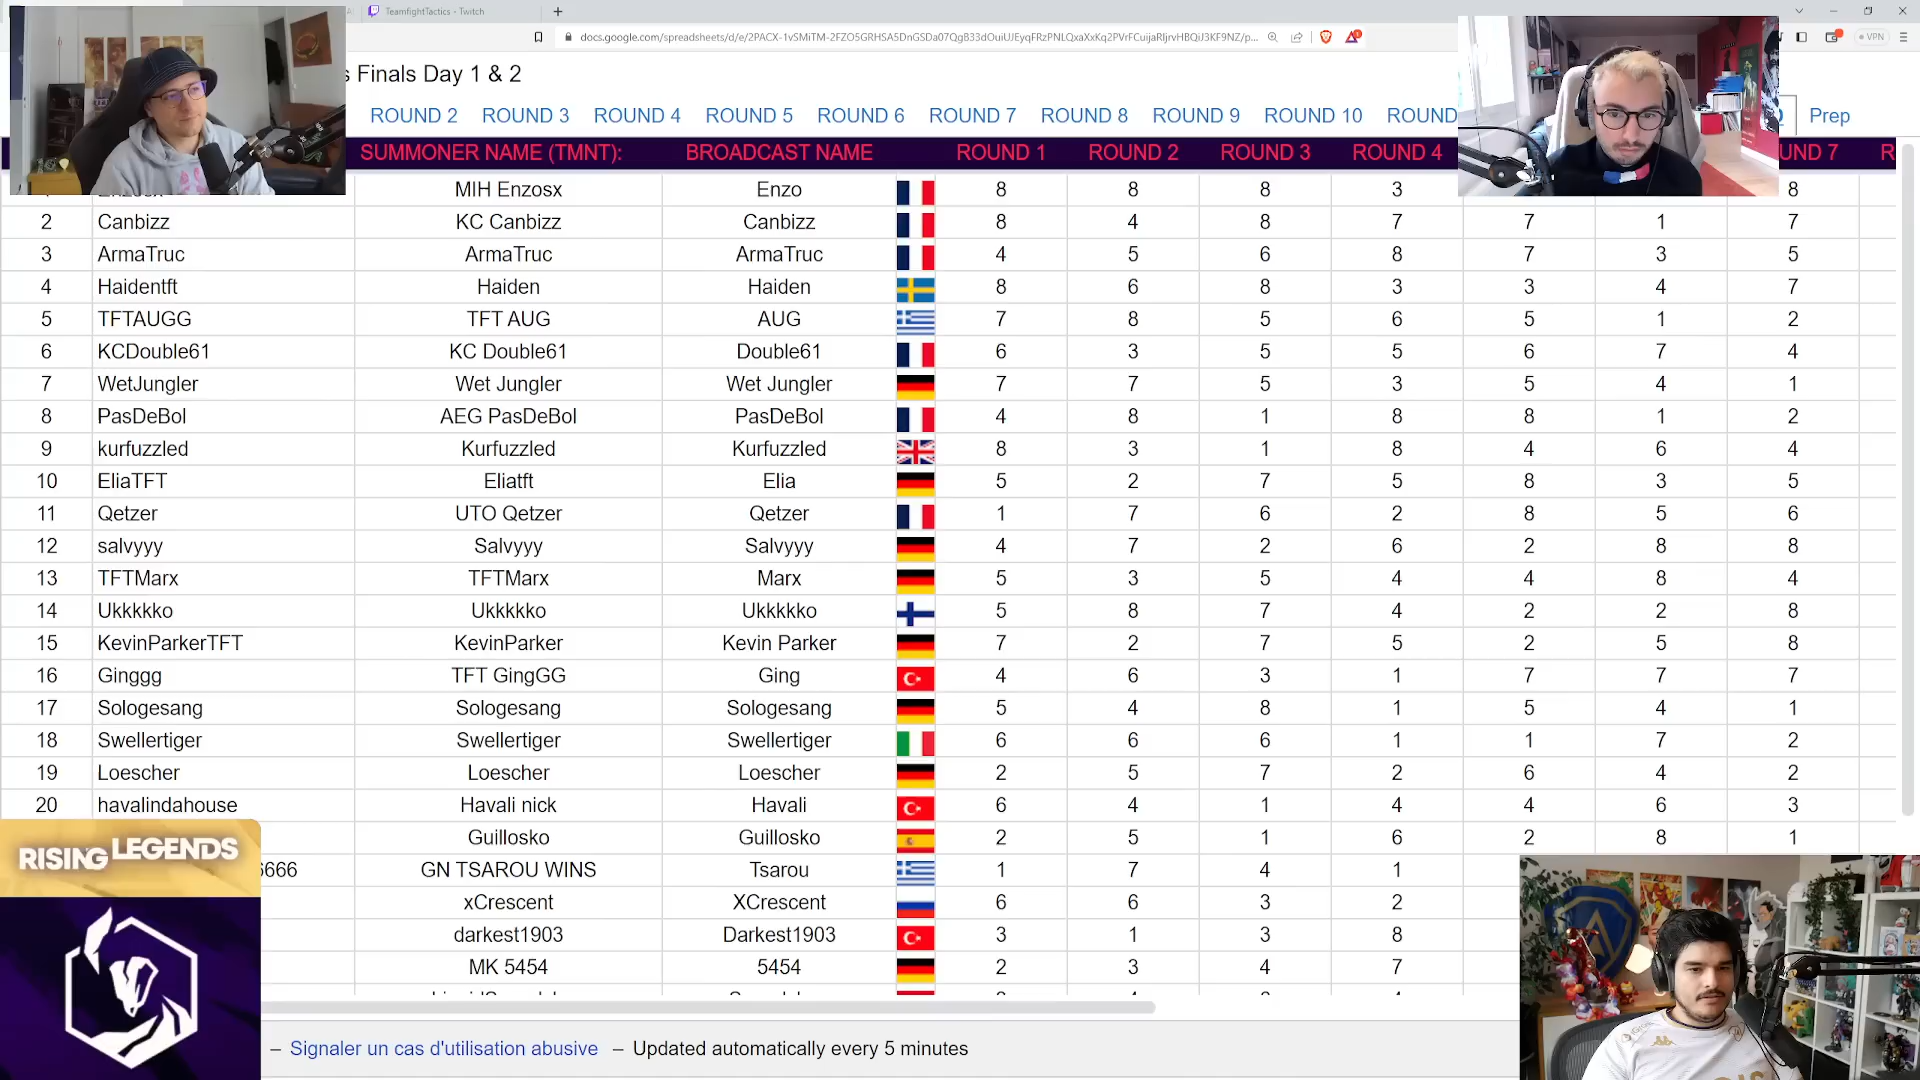 TeamfightTactics - Twitch
docs.google.com/spreadsheets/d/e/2PACX-1vSMiTM-2FZO5GRHSA5DnGSDa07QgB33dOuiUJEyqFRzPNLQxaXxKq2PVrFCuijaRJjrvHBQiJ3KF9NZ/p...
VPN
s Finals Day 1 & 2
ROUND 2 ROUND 3 ROUND 4 ROUND 5 ROUND 6 ROUND 7 ROUND 8 ROUND 9 ROUND 10 ROUND Prep
SUMMONER NAME (TMNT): BROADCAST NAME ROUND 1 ROUND 2 ROUND 3 ROUND 4 UND 7 R
MIH Enzosx Enzo 8 8 8 3 8
2 Canbizz KC Canbizz Canbizz 8 4 8 7 7 1 7
3 ArmaTruc ArmaTruc ArmaTruc 4 5 6 8 7 3 5
4 Haidentft Haiden Haiden 8 6 8 3 3 4 7
5 TFTAUGG TFT AUG AUG 7 8 5 6 5 1 2
6 KCDouble61 KC Double61 Double61 6 3 5 5 6 7 4
7 WetJungler Wet Jungler Wet Jungler 7 7 5 3 5 4 1
8 PasDeBol AEG PasDeBol PasDeBol 4 8 1 8 8 1 2
9 kurfuzzled Kurfuzzled Kurfuzzled 8 3 1 8 4 6 4
10 EliaTFT Eliatft Elia 5 2 7 5 8 3 5
11 Qetzer UTO Qetzer Qetzer 1 7 6 2 8 5 6
12 salvyyy Salvyyy Salvyyy 4 7 2 6 2 8 8
13 TFTMarx TFTMarx Marx 5 3 5 4 4 8 4
14 Ukkkkko Ukkkkko Ukkkkko 5 8 7 4 2 2 8
15 KevinParkerTFT KevinParker Kevin Parker 7 2 7 5 2 5 8
16 Ginggg TFT GingGG Ging 4 6 3 1 7 7 7
17 Sologesang Sologesang Sologesang 5 4 8 1 5 4 1
18 Swellertiger Swellertiger Swellertiger 6 6 6 1 1 7 2
19 Loescher Loescher Loescher 2 5 7 2 6 4 2
20 havalindahouse Havali nick Havali 6 4 1 4 4 6 3
Guillosko Guillosko 2 5 1 6 2 8 1
6666 GN TSAROU WINS Tsarou 1 7 4 1
xCrescent XCrescent 6 6 3 2
darkest1903 Darkest1903 3 1 3 8
MK 5454 5454 2 3 4 7
RISING LEGENDS
– Signaler un cas d'utilisation abusive – Updated automatically every 5 minutes